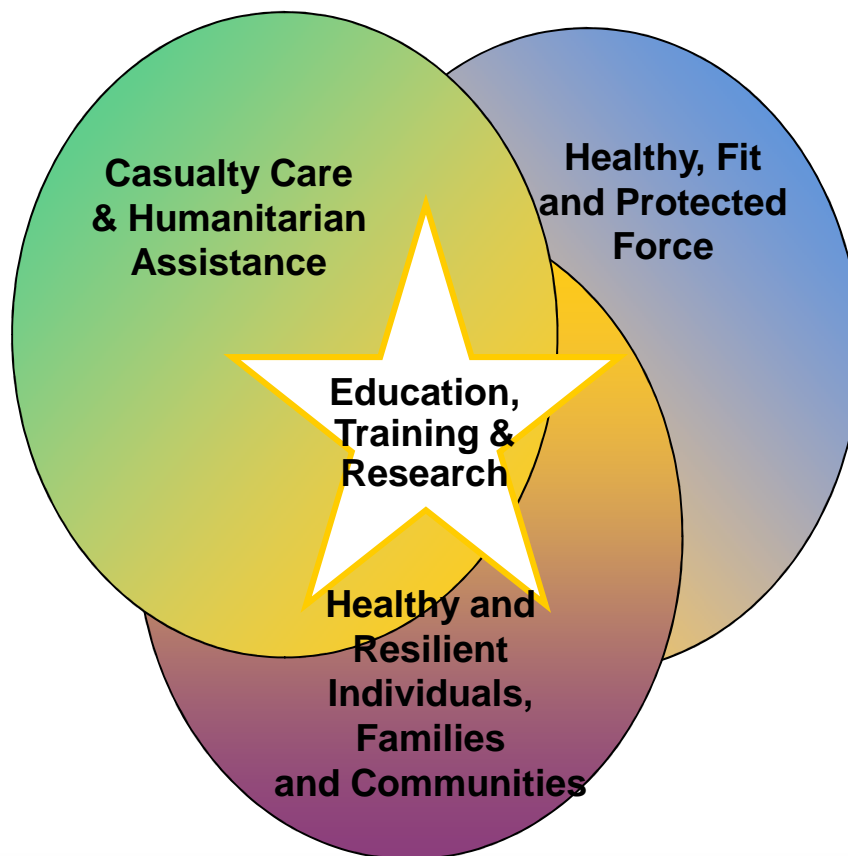 Casualty Care
& Humanitarian
Assistance
Healthy, Fit
and Protected
Force
Education,
Training &
Research
Healthy and
Resilient
Individuals,
Families
and Communities